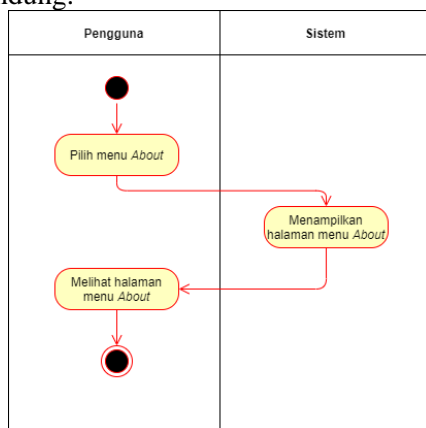 Pengguna
Sistem
Pilih menu About
Menampilkan
halaman menu About
Melihat halaman
menu About